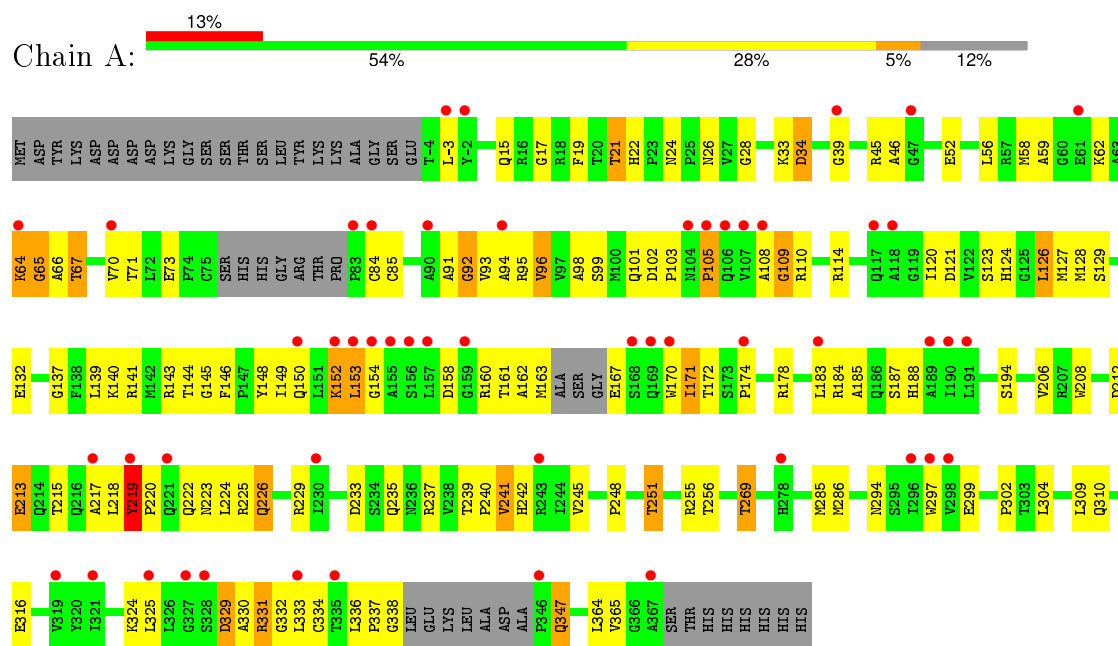 13%
Chain A:
54% 28% 5% 12%
MET ASP TYR LYS ASP ASP ASP ASP LYS GLY SER SER THR SER LEU TYR LYS LYS ALA GLY SER GLU T-4 L-3 Y-2 Q15 R16 G17 R18 F19 T20 T21 H22 P23 N24 P25 N26 V27 G28 K33 D34 G39 R45 A46 G47 E52 L56 R57 M58 A59 G60 E61 K62 A63
K64 G65 A66 T67 V70 T71 L72 E73 F74 C75 SER HIS HIS GLY ARG THR PRO P83 C84 C85 A90 A91 G92 V93 A94 R95 V96 V97 A98 S99 M100 Q101 D102 P103 N104 P105 Q106 V107 A108 G109 R110 R114 Q117 A118 G119 I120 D121 V122 S123 H124 G125 L126 M127 M128 S129
E132 G137 F138 L139 K140 R141 M142 R143 T144 G145 F146 P147 Y148 I149 Q150 L151 K152 L153 G154 A155 S156 L157 D158 G159 R160 T161 A162 M163 ALA SER GLY E167 S168 Q169 W170 I171 T172 S173 P174 R178 L183 R184 A185 Q186 S187 H188 A189 I190 L191 S194 V206 R207 W208
E213 Q214 T215 Q216 A217 L218 Y219 P220 Q221 Q222 N223 L224 R225 Q226 R229 I230 D233 S234 Q235 N236 R237 V238 T239 P240 V241 H242 R243 I244 V245 P248 T251 R255 T256 T269 H278 M285 M286 N294 S295 I296 W297 V298 E299 P302 T303 L304 L309 Q310
E316 V319 Y320 I321 K324 L325 L326 G327 S328 D329 A330 R331 G332 L333 C334 T335 L336 P337 G338 LEU GLU LYS LEU ALA ASP ALA P346 Q347 L364 V365 G366 A367 SER THR HIS HIS HIS HIS HIS HIS